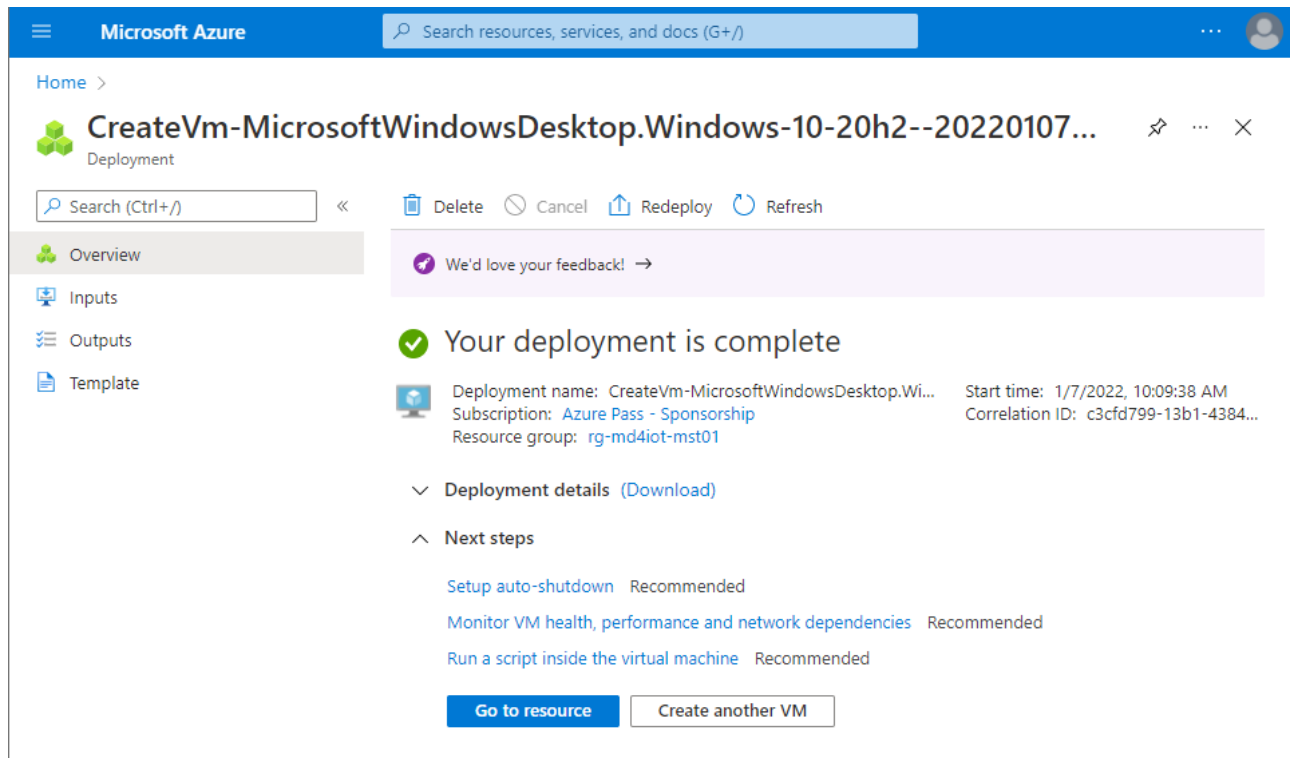 Microsoft Azure
Search resources, services, and docs (G+/)
...
Home >
CreateVm-MicrosoftWindowsDesktop.Windows-10-20h2--20220107...
...
Deployment
Search (Ctrl+/)
«
Delete Cancel Redeploy Refresh
Overview
We'd love your feedback! →
Inputs
Outputs
Template
Your deployment is complete
Deployment name: CreateVm-MicrosoftWindowsDesktop.Wi... Start time: 1/7/2022, 10:09:38 AM
Subscription: Azure Pass - Sponsorship Correlation ID: c3cfd799-13b1-4384...
Resource group: rg-md4iot-mst01
Deployment details (Download)
Next steps
Setup auto-shutdown Recommended
Monitor VM health, performance and network dependencies Recommended
Run a script inside the virtual machine Recommended
Go to resource Create another VM